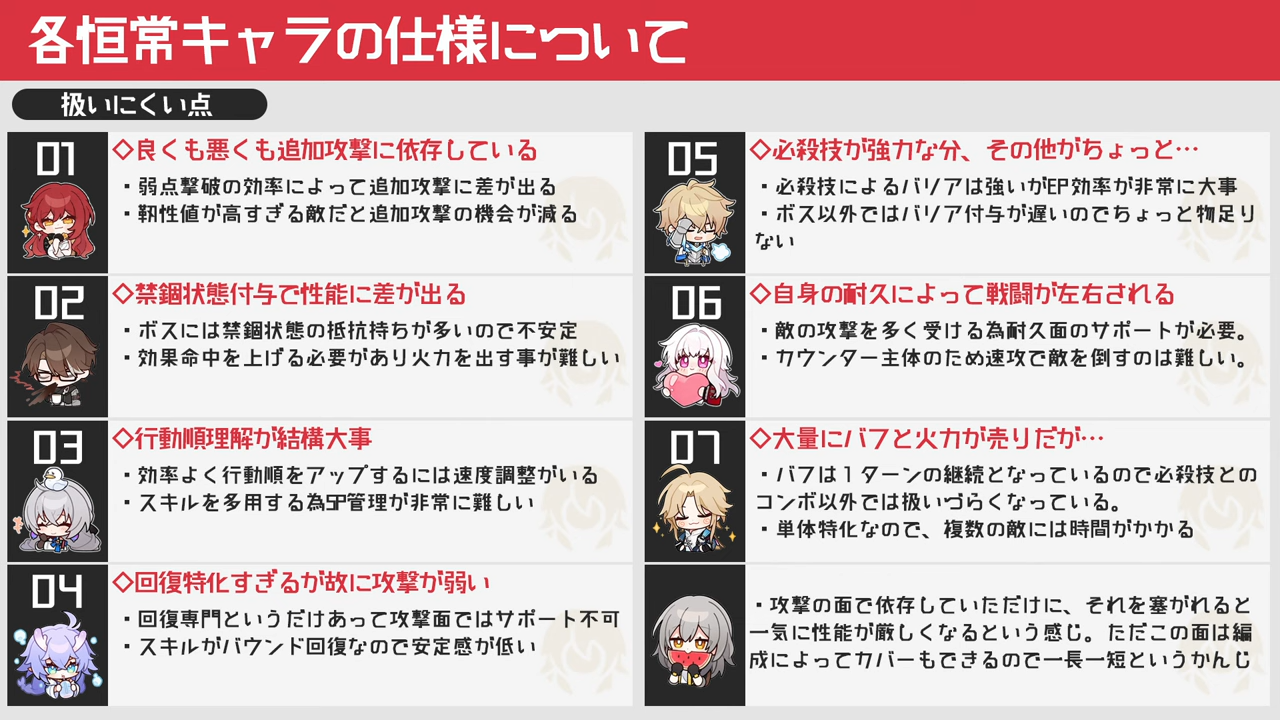 各恒常キャラの仕様について
扱いにくい点
01
◇良くも悪くも追加攻撃に依存している
・弱点撃破の効率によって追加攻撃に差が出る
・靭性値が高すぎる敵だと追加攻撃の機会が減る
02
◇禁錮状態付与で性能に差が出る
・ボスには禁錮状態の抵抗持ちが多いので不安定
・効果命中を上げる必要があり火力を出す事が難しい
03
◇行動順理解が結構大事
・効率よく行動順をアップするには速度調整がいる
・スキルを多用する為SP管理が非常に難しい
04
◇回復特化すぎるが故に攻撃が弱い
・回復専門というだけあって攻撃面ではサポート不可
・スキルがバウンド回復なので安定感が低い
05
◇必殺技が強力な分、その他がちょっと…
・必殺技によるバリアは強いがEP効率が非常に大事
・ボス以外ではバリア付与が遅いのでちょっと物足り
ない
06
◇自身の耐久によって戦闘が左右される
・敵の攻撃を多く受ける為耐久面のサポートが必要。
・カウンター主体のため速攻で敵を倒すのは難しい。
07
◇大量にバフと火力が売りだが…
・バフは1ターンの継続となっているので必殺技との
コンボ以外では扱いづらくなっている。
・単体特化なので、複数の敵には時間がかかる
・攻撃の面で依存していただけに、それを塞がれると
一気に性能が厳しくなるという感じ。ただこの面は編
成によってカバーもできるので一長一短というかんじ